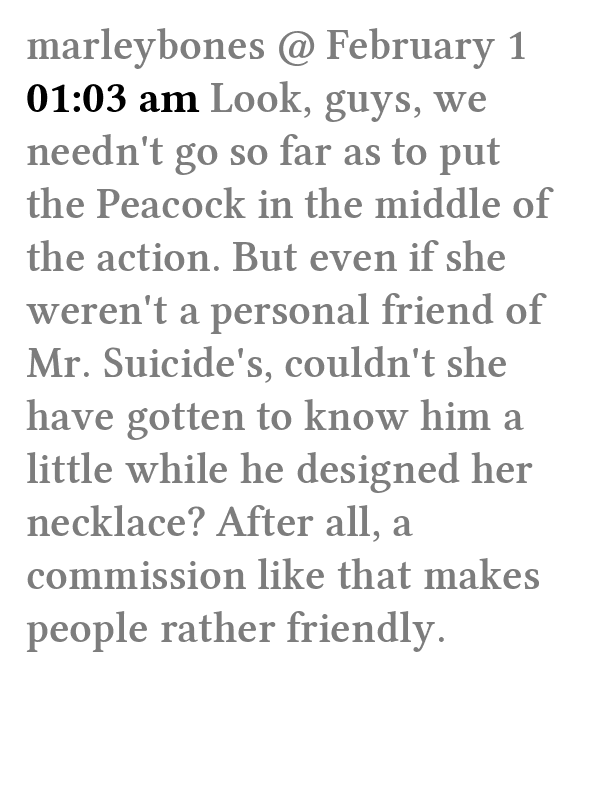 marleybones @ February 1
01:03 am Look, guys, we
needn't go so far as to put
the Peacock in the middle of
the action. But even if she
weren't a personal friend of
Mr. Suicide's, couldn't she
have gotten to know him a
little while he designed her
necklace? After all, a
commission like that makes
people rather friendly.